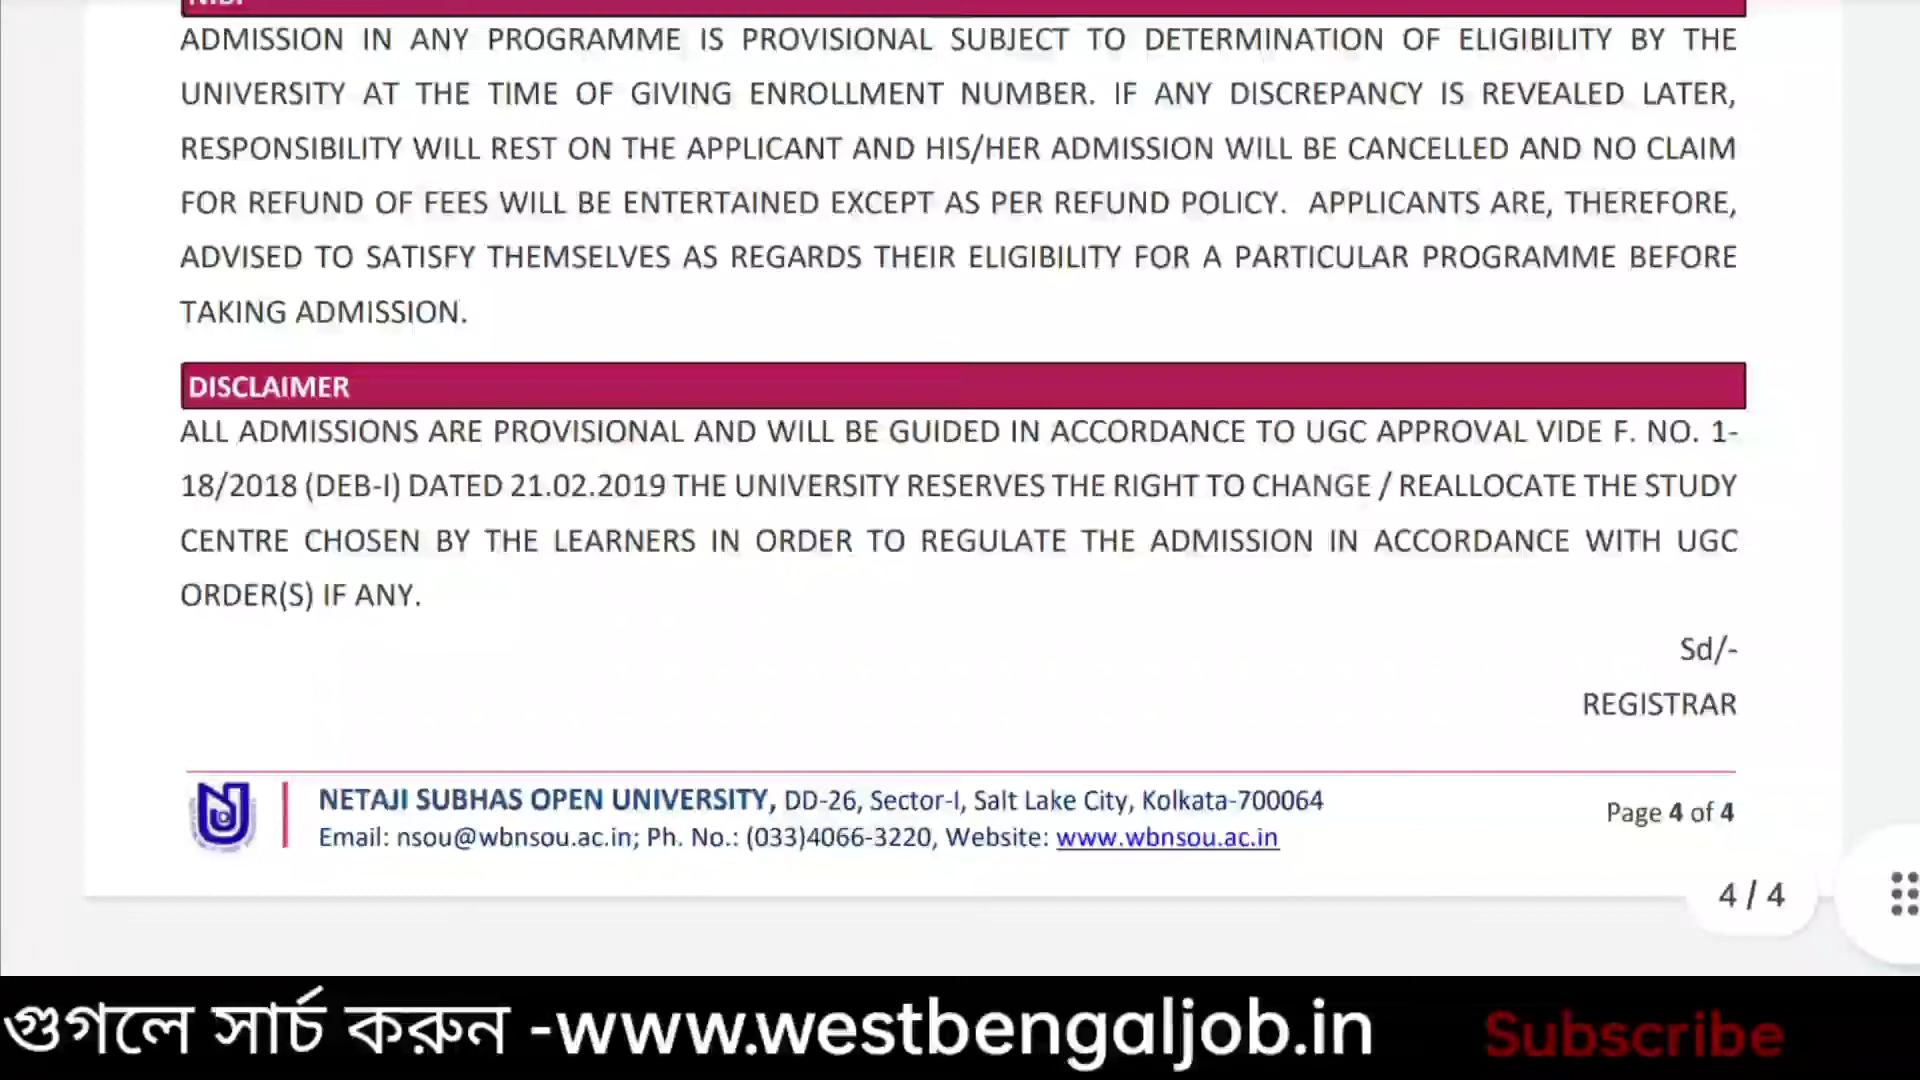 ADMISSION IN ANY PROGRAMME IS PROVISIONAL SUBJECT TO DETERMINATION OF ELIGIBILITY BY THE
UNIVERSITY AT THE TIME OF GIVING ENROLLMENT NUMBER. IF ANY DISCREPANCY IS REVEALED LATER,
RESPONSIBILITY WILL REST ON THE APPLICANT AND HIS/HER ADMISSION WILL BE CANCELLED AND NO CLAIM
FOR REFUND OF FEES WILL BE ENTERTAINED EXCEPT AS PER REFUND POLICY. APPLICANTS ARE, THEREFORE,
ADVISED TO SATISFY THEMSELVES AS REGARDS THEIR ELIGIBILITY FOR A PARTICULAR PROGRAMME BEFORE
TAKING ADMISSION.
DISCLAIMER
ALL ADMISSIONS ARE PROVISIONAL AND WILL BE GUIDED IN ACCORDANCE TO UGC APPROVAL VIDE F. NO. 1-
18/2018 (DEB-I) DATED 21.02.2019 THE UNIVERSITY RESERVES THE RIGHT TO CHANGE / REALLOCATE THE STUDY
CENTRE CHOSEN BY THE LEARNERS IN ORDER TO REGULATE THE ADMISSION IN ACCORDANCE WITH UGC
ORDER(S) IF ANY.
Sd/-
REGISTRAR
NETAJI SUBHAS OPEN UNIVERSITY, DD-26, Sector-I, Salt Lake City, Kolkata-700064
Email: nsou@wbnsou.ac.in; Ph. No.: (033)4066-3220, Website: www.wbnsou.ac.in
Page 4 of 4
4 / 4
গুগলে সার্চ করুন -www.westbengaljob.in
Subscribe